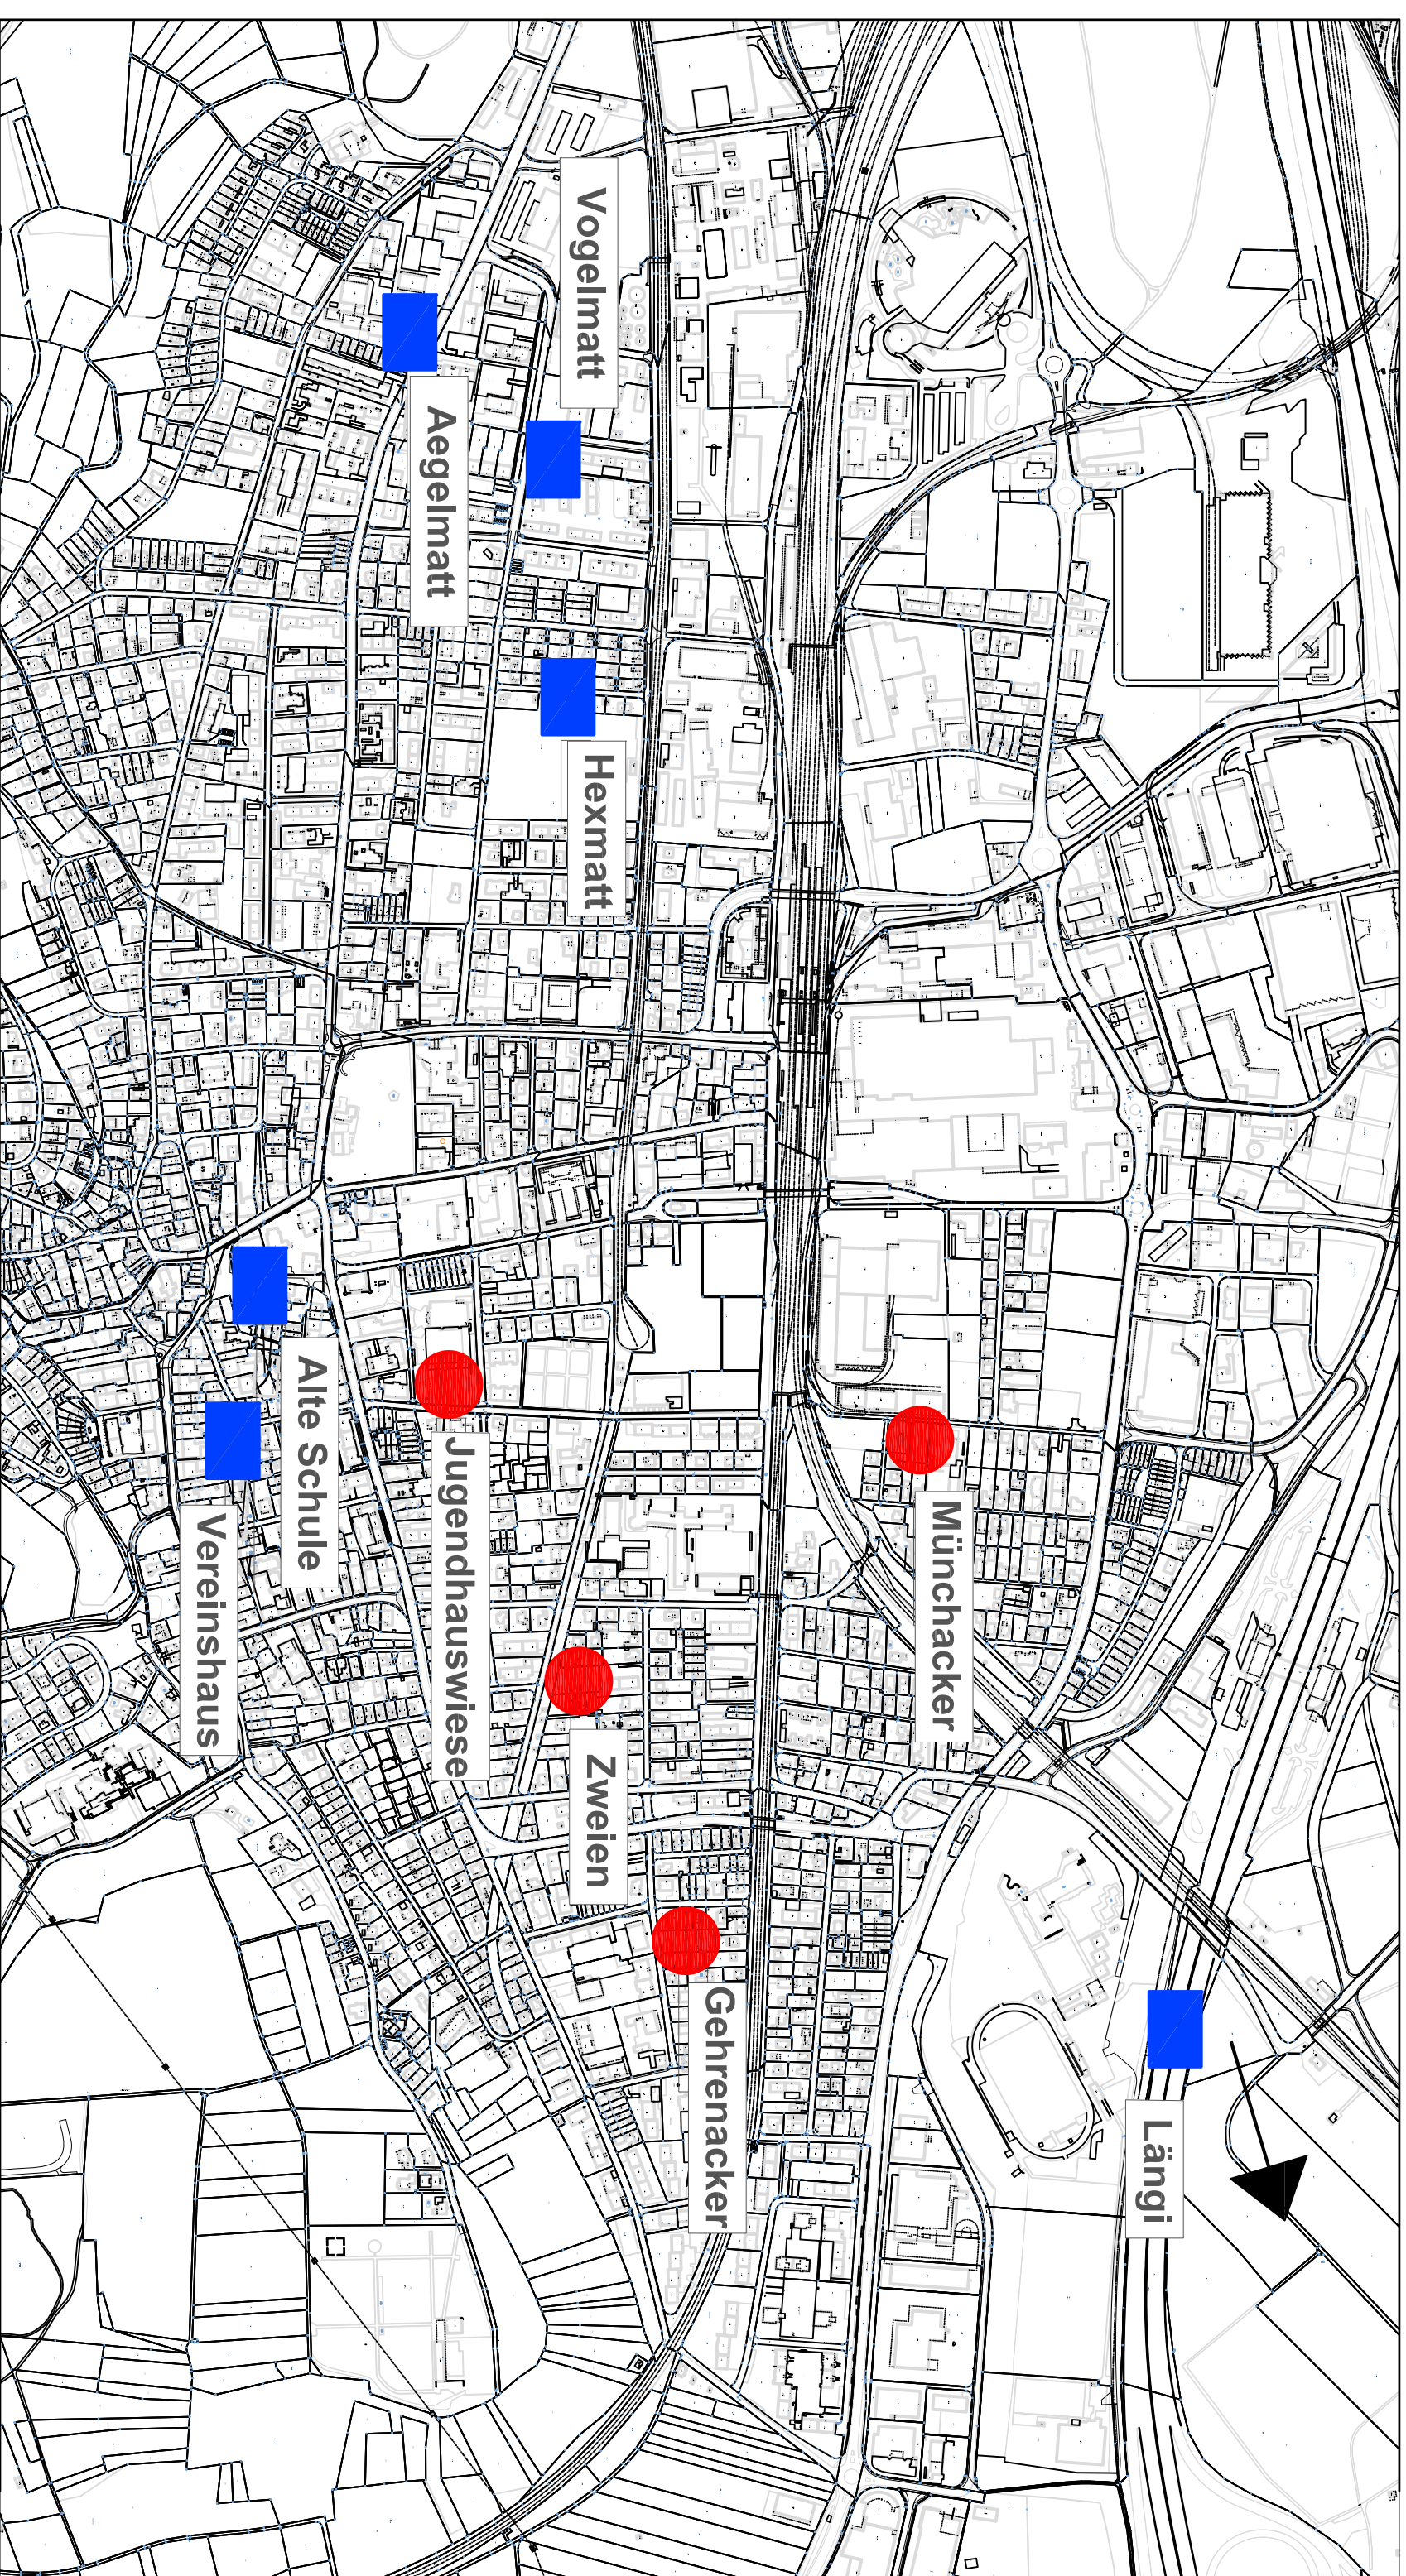 Vogelmatt
Aegelmatt
Hexmatt
Alte Schule
Vereinshaus
Jugendhauswiese
Münchacker
Zweien
Gehrenacker
Längi